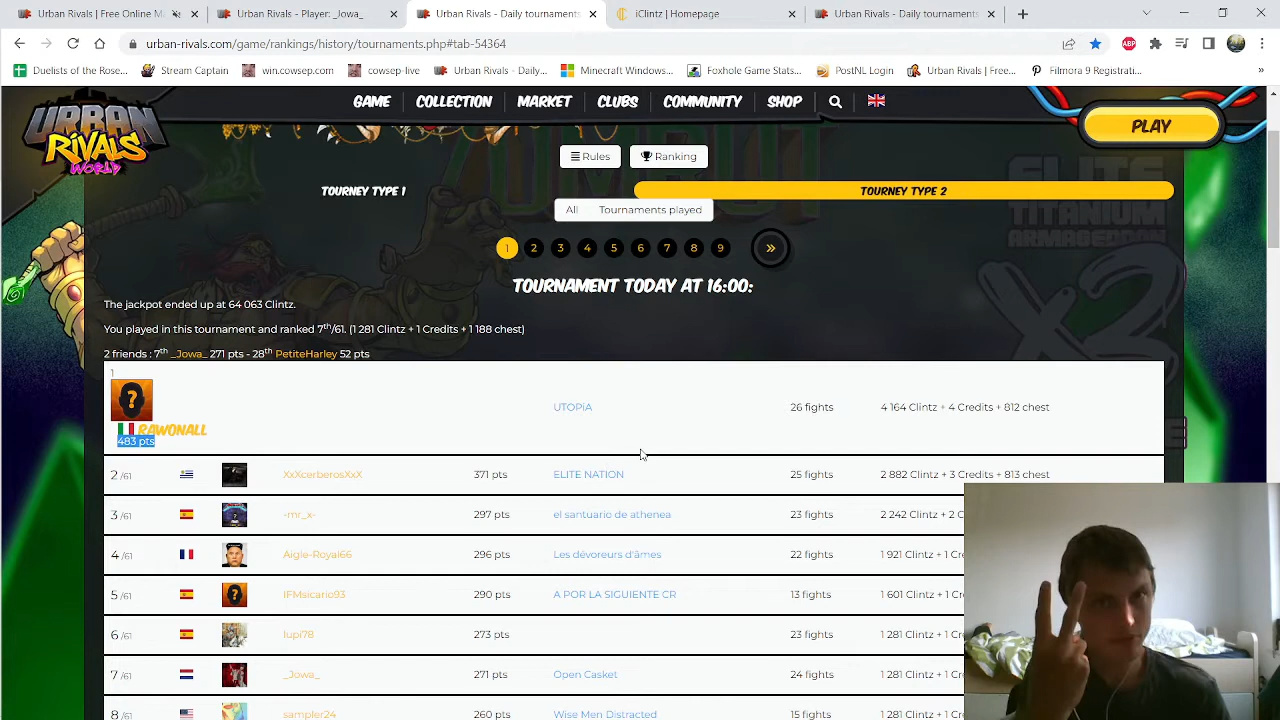 Urban Rivals - Daily
_Jowa_
Daily tournaments
HomePage
Urban Rivals - Daily tournaments
urban-rivals.com/history/tournaments.php#tab-54364
Duelists of the Rose...
Stream Captain
win.cowsep.com
cowsep-live
Urban Rivals - Daily...
Minecraft Windows...
Fortnite Game Stats...
PostNL Login
Urban Rivals | Free...
Filmora 9 Highspeed...
URBAN RIVALS WORLD
GAME
COLLECTION
MARKET
CLUBS
COMMUNITY
SHOP
PLAY
Rules
Ranking
TOURNEY TYPE 1
TOURNEY TYPE 2
All Tournaments played
1 2 3 4 5 6 7 8 9 »
ELITE
TITANIUM
ARMAGEDDON
TOURNAMENT TODAY AT 16:00:
The jackpot ended up at 64 063 Clintz.
You played in this tournament and ranked 7th/61. (1 281 Clintz + 1 Credits + 1 188 chest)
2 friends : 7th _Jowa_ 271 pts - 28th PetiteHarley 52 pts
1
UTOPiA 26 fights 4 164 Clintz + 4 Credits + 812 chest
RAWONALL
483 pts
2 /61 XxXcerberosXxX 371 pts ELITE NATION 25 fights 2 882 Clintz + 3 Credits + 813 chest
3 /61 -mr_x- 297 pts el santuario de athenea 23 fights 2 242 Clintz + 2 C
4 /61 Aigle-Royal66 296 pts Les dévoreurs d'âmes 22 fights 1 921 Clintz + 1 Cr
5 /61 IFMsicario93 290 pts A POR LA SIGUIENTE CR 13 fights 1 601 Clintz + 1 Cr
6 /61 lupi78 273 pts 23 fights 1 281 Clintz + 1 Cr
7 /61 _Jowa_ 271 pts Open Casket 24 fights 1 281 Clintz + 1 Cr
8 /61 sampler24 260 pts Wise Men Distracted 15 fights 1 281 Clintz + 1 Cr